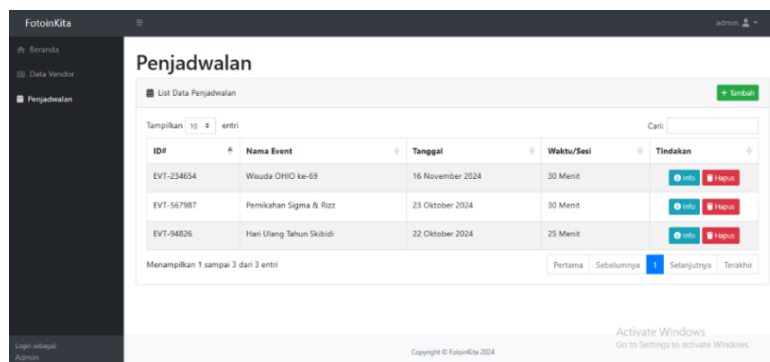 FotoinKita
admin
Beranda
Data Vendor
Penjadwalan
Penjadwalan
List Data Penjadwalan
+ Tambah
Tampilkan 10 entri
Cari:
ID# Nama Event Tanggal Waktu/Sesi Tindakan
EVT-234654 Wisuda OHIO ke-69 16 November 2024 30 Menit Info Hapus
EVT-567987 Pernikahan Sigma & Rizz 23 Oktober 2024 30 Menit Info Hapus
EVT-94826 Hari Ulang Tahun Skibidi 22 Oktober 2024 25 Menit Info Hapus
Menampilkan 1 sampai 3 dari 3 entri
Pertama Sebelumnya 1 Selanjutnya Terakhir
Login sebagai:
Admin
Copyright © FotoinKita 2024
Activate Windows
Go to Settings to activate Windows.